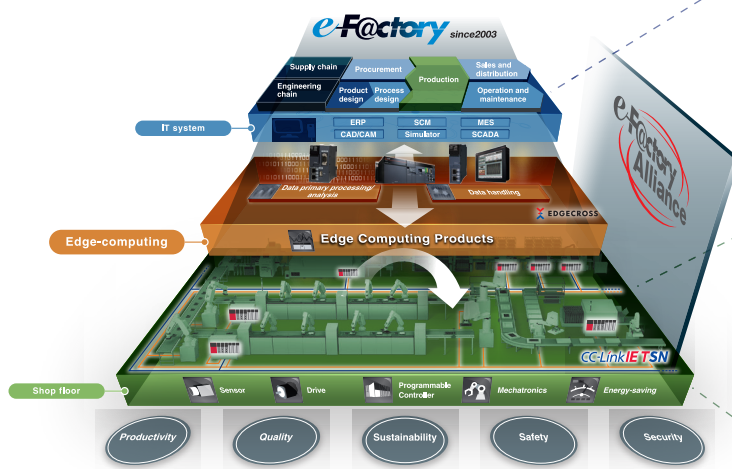 e-F@ctory since2003
Supply chain
Procurement
Production
Sales and
distribution
Engineering
chain
Product
design
Process
design
Operation and
maintenance
IT system
ERP
SCM
MES
CAD/CAM
Simulator
SCADA
e-F@ctory
Alliance
Data primary processing/
analysis
Data handling
EDGECROSS
Edge-computing
Edge Computing Products
CC-Link IE TSN
Shop floor
Sensor
Drive
Programmable
Controller
Mechatronics
Energy-saving
Productivity
Quality
Sustainability
Safety
Security